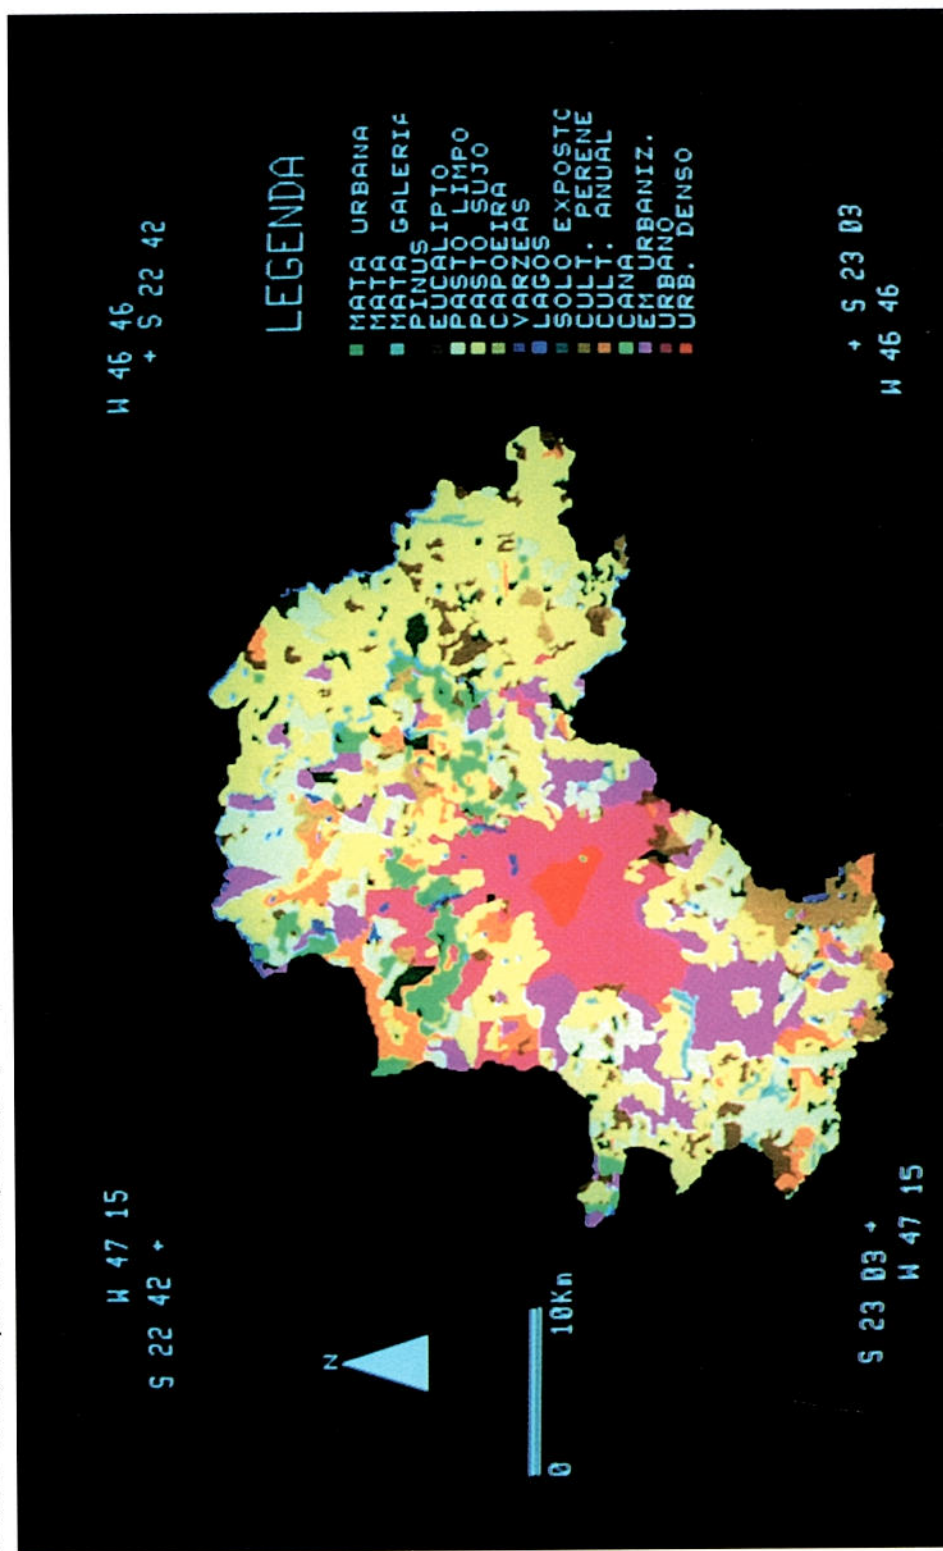 W 47 15
S 22 42 +
W 46 46
+ S 22 42
N
0 10Km
LEGENDA
MATA URBANA
MATA
MATA GALERIA
PINUS
EUCALIPTO
PASTO LIMPO
PASTO SUJO
CAPOEIRA
VARZEAS
LAGOS
SOLO EXPOSTO
CULT. PERENE
CULT. ANUAL
CANA
EM URBANIZ.
URBANO
URB. DENSO
S 23 03 +
W 47 15
+ S 23 03
W 46 46